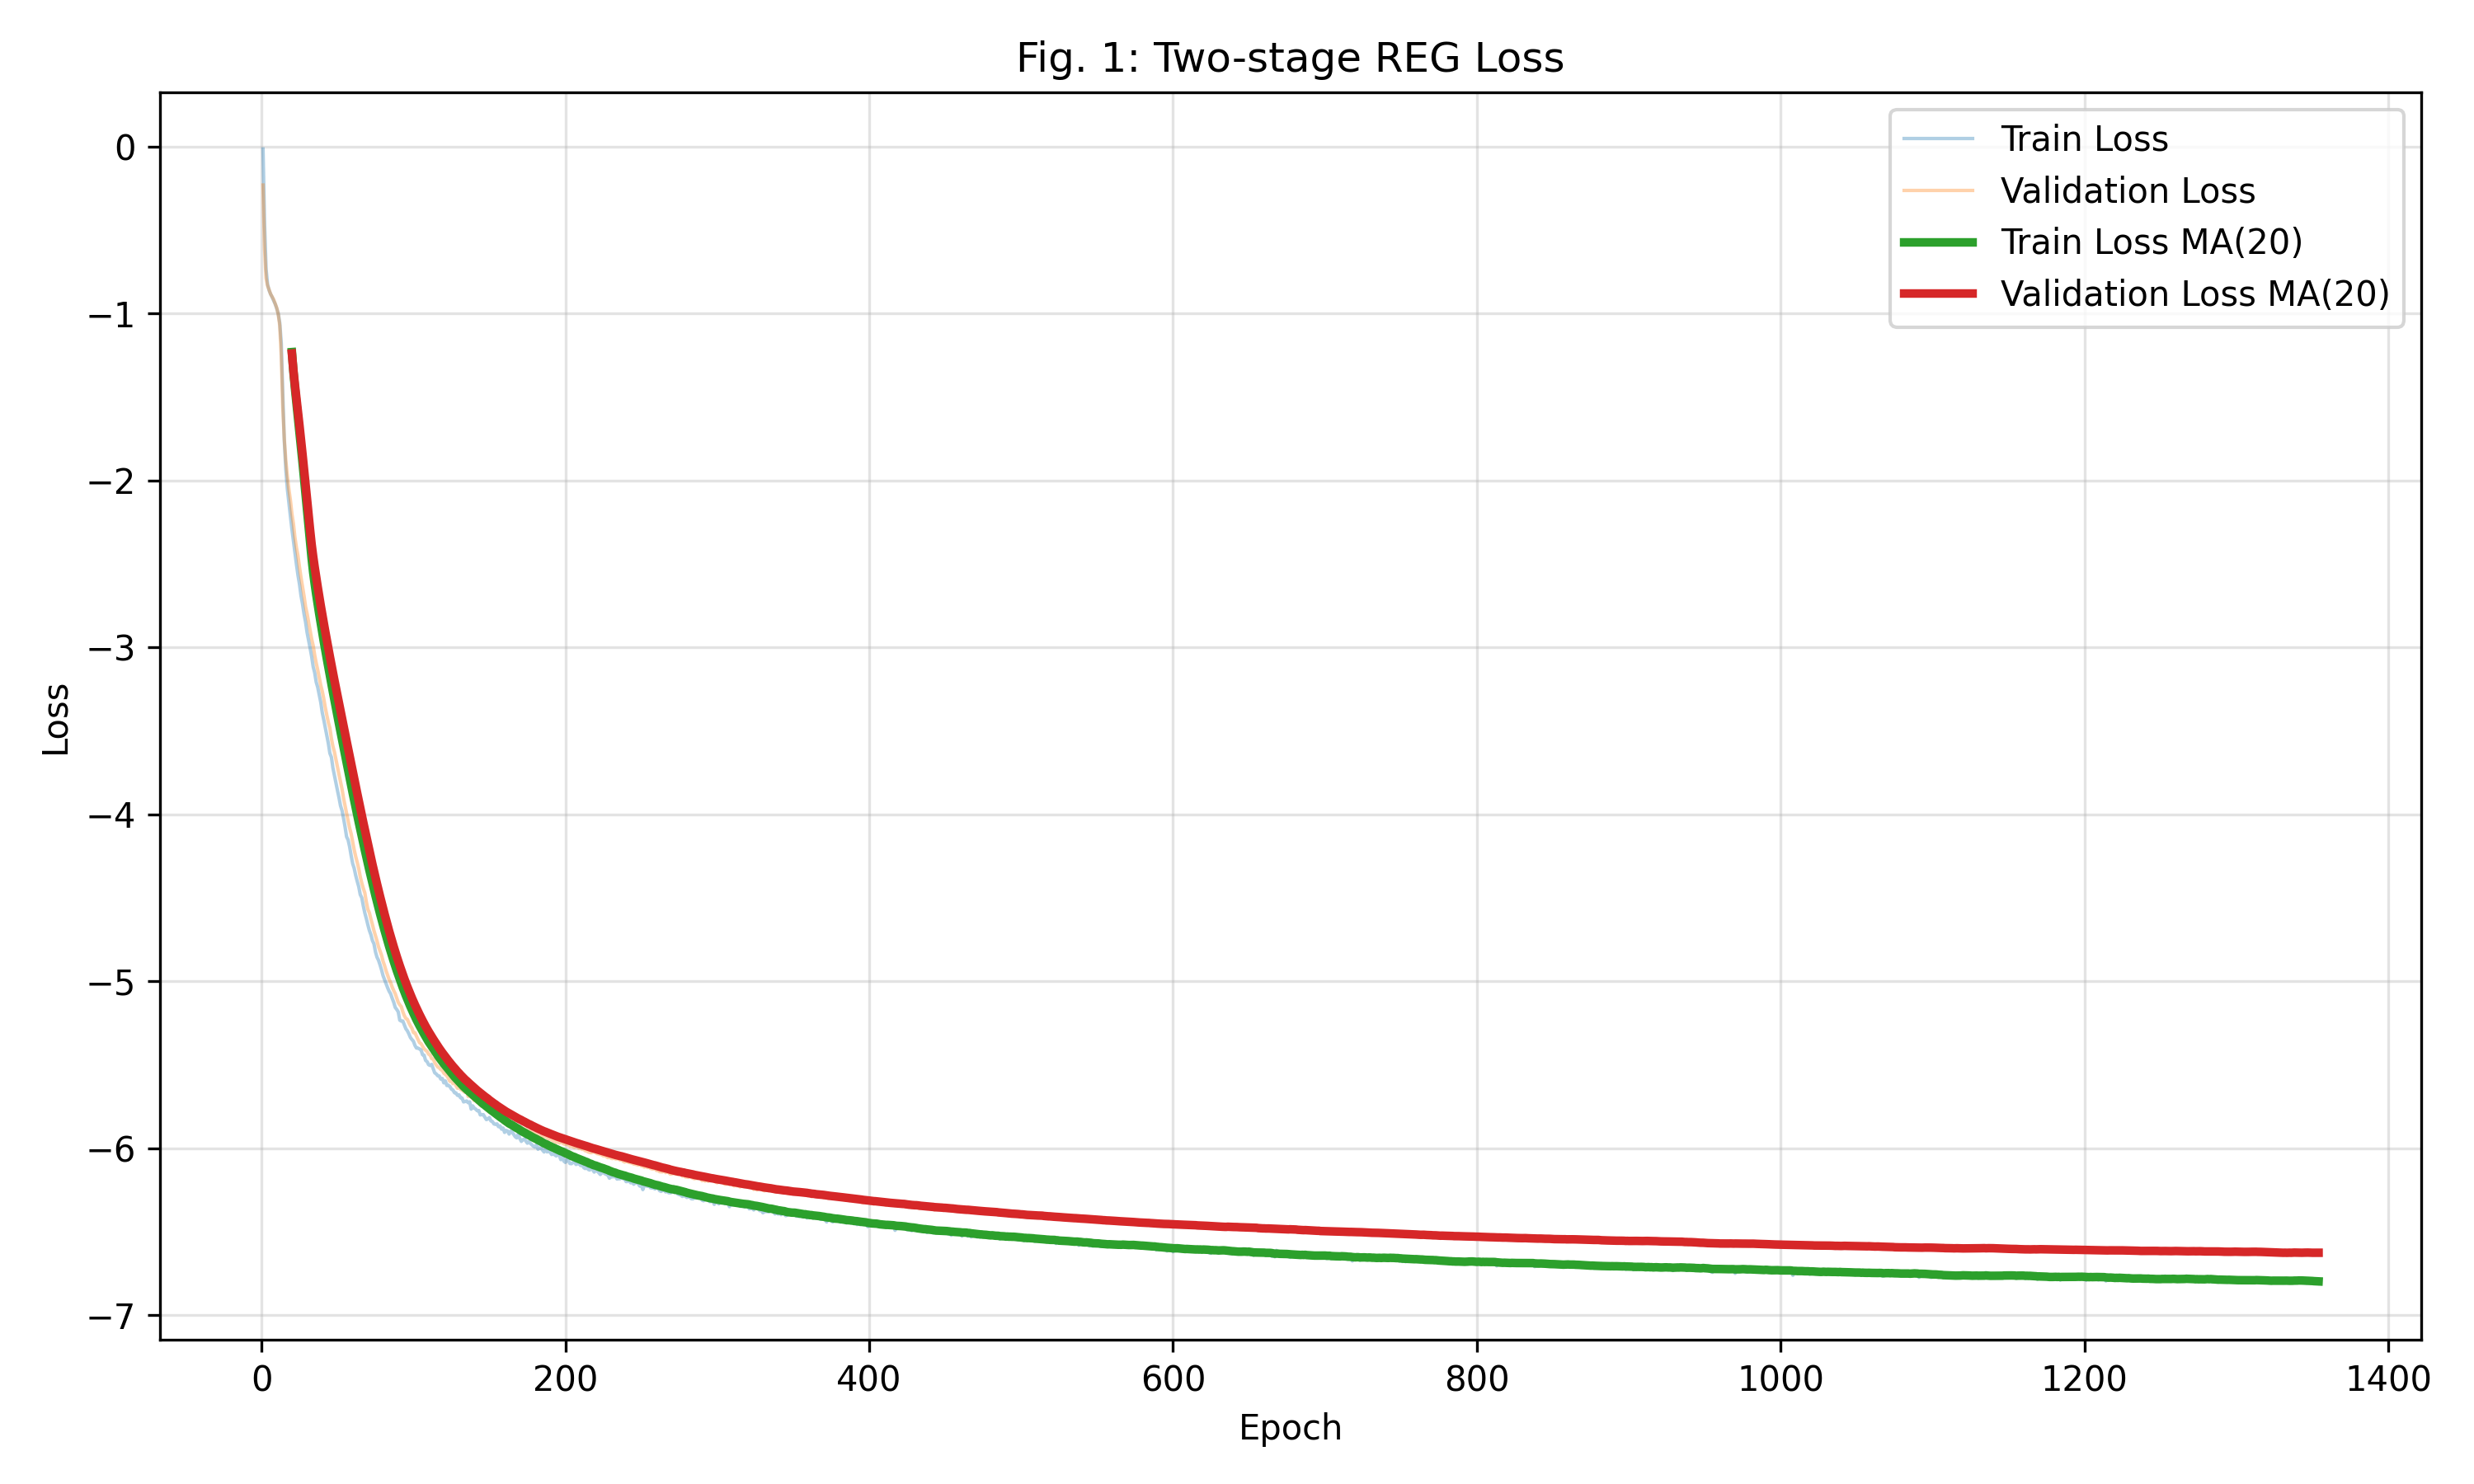 Fig. 1: Two-stage REG Loss
Train Loss
Validation Loss
Train Loss MA(20)
Validation Loss MA(20)
0
−1
−2
−3
−4
−5
−6
−7
Loss
0 200 400 600 800 1000 1200 1400
Epoch